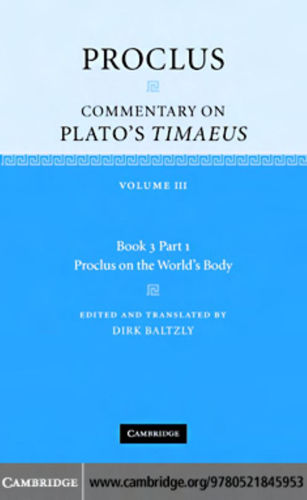 PROCLUS
COMMENTARY ON
PLATO'S TIMAEUS
VOLUME III
Book 3 Part 1
Proclus on the World's Body
EDITED AND TRANSLATED BY
DIRK BALTZLY
CAMBRIDGE
CAMBRIDGE www.cambridge.org/9780521845953